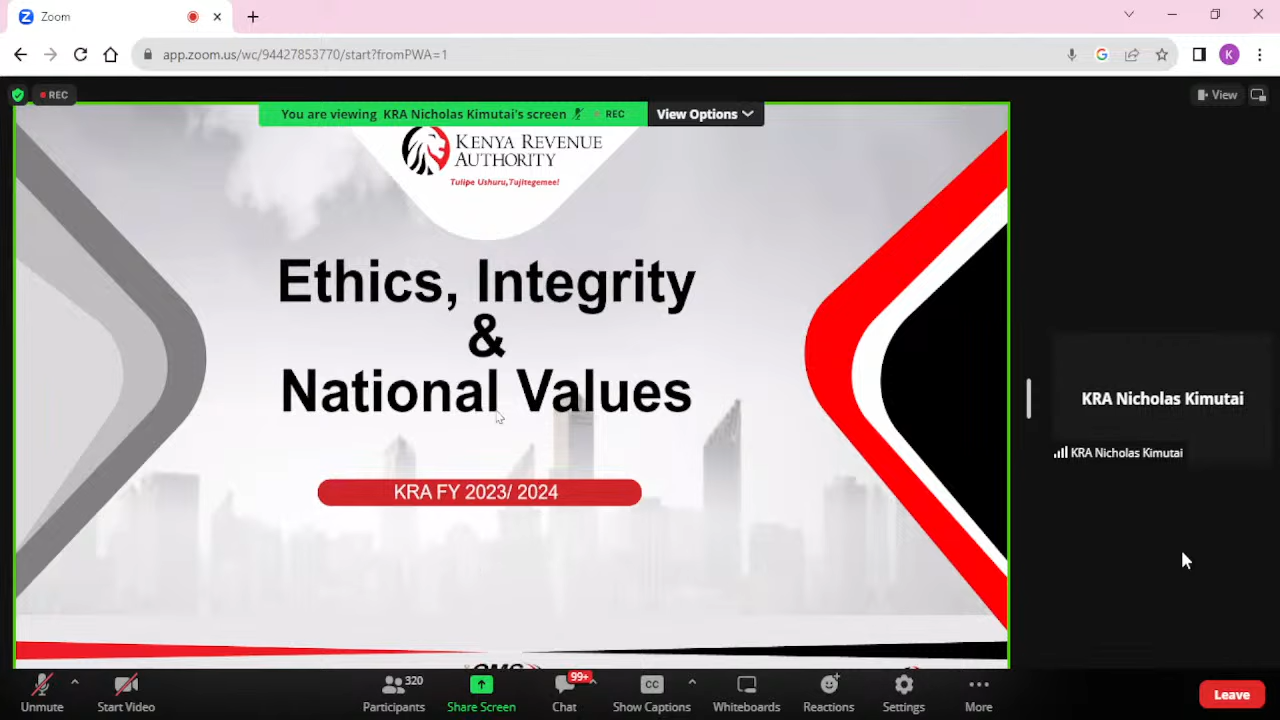 Zoom
app.zoom.us/wc/94427853770/start?fromPWA=1
K
REC
View
You are viewing KRA Nicholas Kimutai's screen REC
View Options
KENYA REVENUE
AUTHORITY
Tulipe Ushuru, Tujitegemee!
Ethics, Integrity
&
National Values
KRA FY 2023/ 2024
KRA Nicholas Kimutai
KRA Nicholas Kimutai
320
99+
CC
Unmute
Start Video
Participants
Share Screen
Chat
Show Captions
Whiteboards
Reactions
Settings
More
Leave